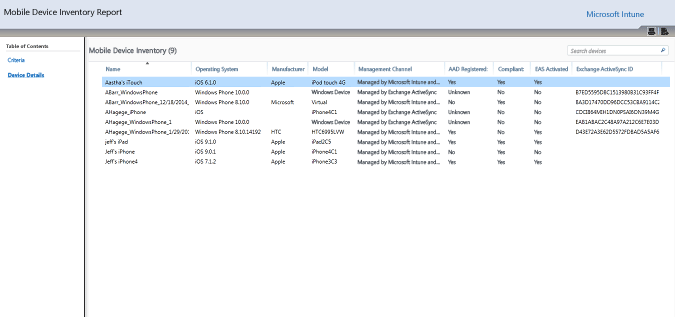 Mobile Device Inventory Report
Microsoft Intune
Table of Contents
Criteria
Device Details
Mobile Device Inventory (9)
Search devices
Name Operating System Manufacturer Model Management Channel AAD Registered Compliant EAS Activated Exchange ActiveSync ID
Aastha's iTouch iOS 6.1.0 Apple iPod touch 4G Managed by Microsoft Intune and... Yes Yes Yes
ABarr_WindowsPhone Windows Phone 10.0.0 Windows Device Managed by Exchange ActiveSync Unknown No No
ABarr_WindowsPhone_12/18/2014_ Windows Phone 8.10.0 Microsoft Virtual Managed by Microsoft Intune and... No Yes No
AHagege_iPhone iOS iPhone4C1 Managed by Exchange ActiveSync Unknown No No
AHagege_WindowsPhone_1 Windows Phone 10.0.0 Windows Device Managed by Exchange ActiveSync Unknown No No
AHagege_WindowsPhone_1/29/201 Windows Phone 8.10.14192 HTC HTC6995LVW Managed by Microsoft Intune and... Yes Yes Yes
jeff's iPad iOS 9.1.0 Apple iPad2C5 Managed by Microsoft Intune and... Yes Yes Yes
Jeff's iPhone iOS 9.0.1 Apple iPhone4C1 Managed by Microsoft Intune and... No No No
Jeff's iPhone4 iOS 7.1.2 Apple iPhone3C3 Managed by Microsoft Intune and... Yes Yes Yes